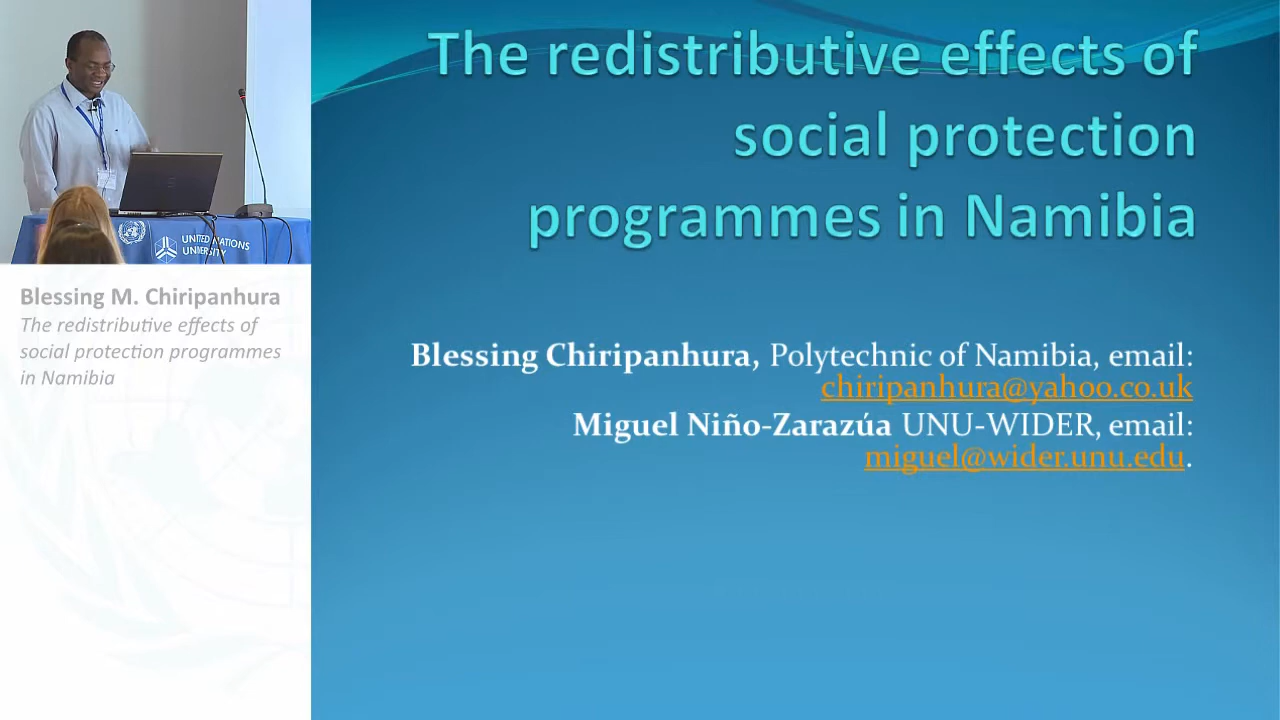 UNITED NATIONS
UNIVERSITY
Blessing M. Chiripanhura
The redistributive effects of
social protection programmes
in Namibia
The redistributive effects of
social protection
programmes in Namibia
Blessing Chiripanhura, Polytechnic of Namibia, email:
chiripanhura@yahoo.co.uk
Miguel Niño-Zarazúa UNU-WIDER, email:
miguel@wider.unu.edu.